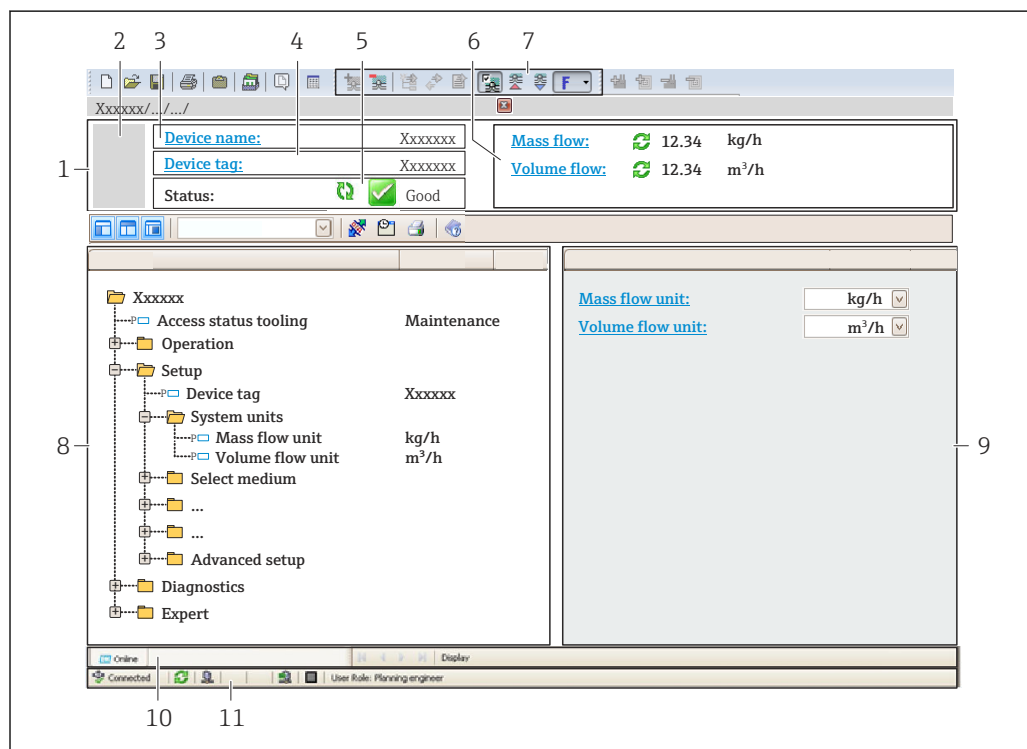 2 3 4 5 6 7
F
Xxxxxx/../../
1
Device name: Xxxxxxx
Device tag: Xxxxxxx
Status: Good
Mass flow: 12.34 kg/h
Volume flow: 12.34 m³/h
Xxxxxx
P Access status tooling Maintenance
Operation
Setup
P Device tag Xxxxxx
System units
P Mass flow unit kg/h
P Volume flow unit m³/h
Select medium
...
...
Advanced setup
Diagnostics
Expert
8
Mass flow unit: kg/h
Volume flow unit: m³/h
9
Online Display
Connected User Role: Planning engineer
10 11